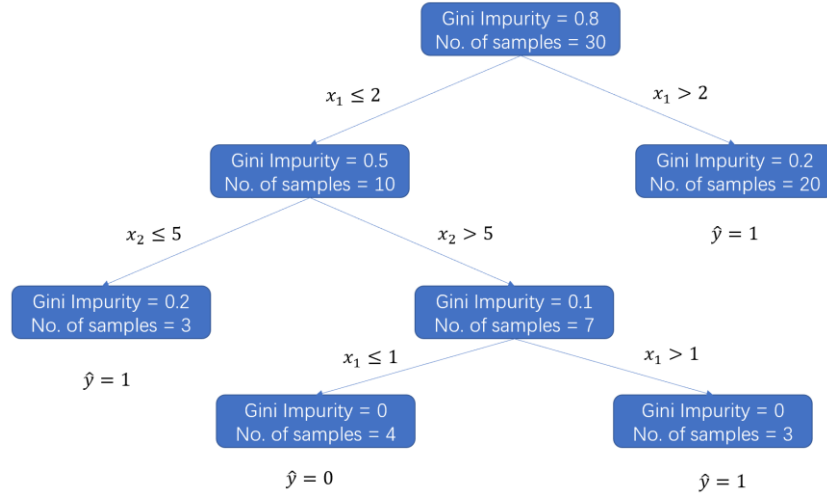 Gini Impurity = 0.8
No. of samples = 30
x₁ ≤ 2
x₁ > 2
Gini Impurity = 0.5
No. of samples = 10
Gini Impurity = 0.2
No. of samples = 20
x₂ ≤ 5
x₂ > 5
ŷ = 1
Gini Impurity = 0.2
No. of samples = 3
Gini Impurity = 0.1
No. of samples = 7
x₁ ≤ 1
x₁ > 1
ŷ = 1
Gini Impurity = 0
No. of samples = 4
Gini Impurity = 0
No. of samples = 3
ŷ = 0
ŷ = 1